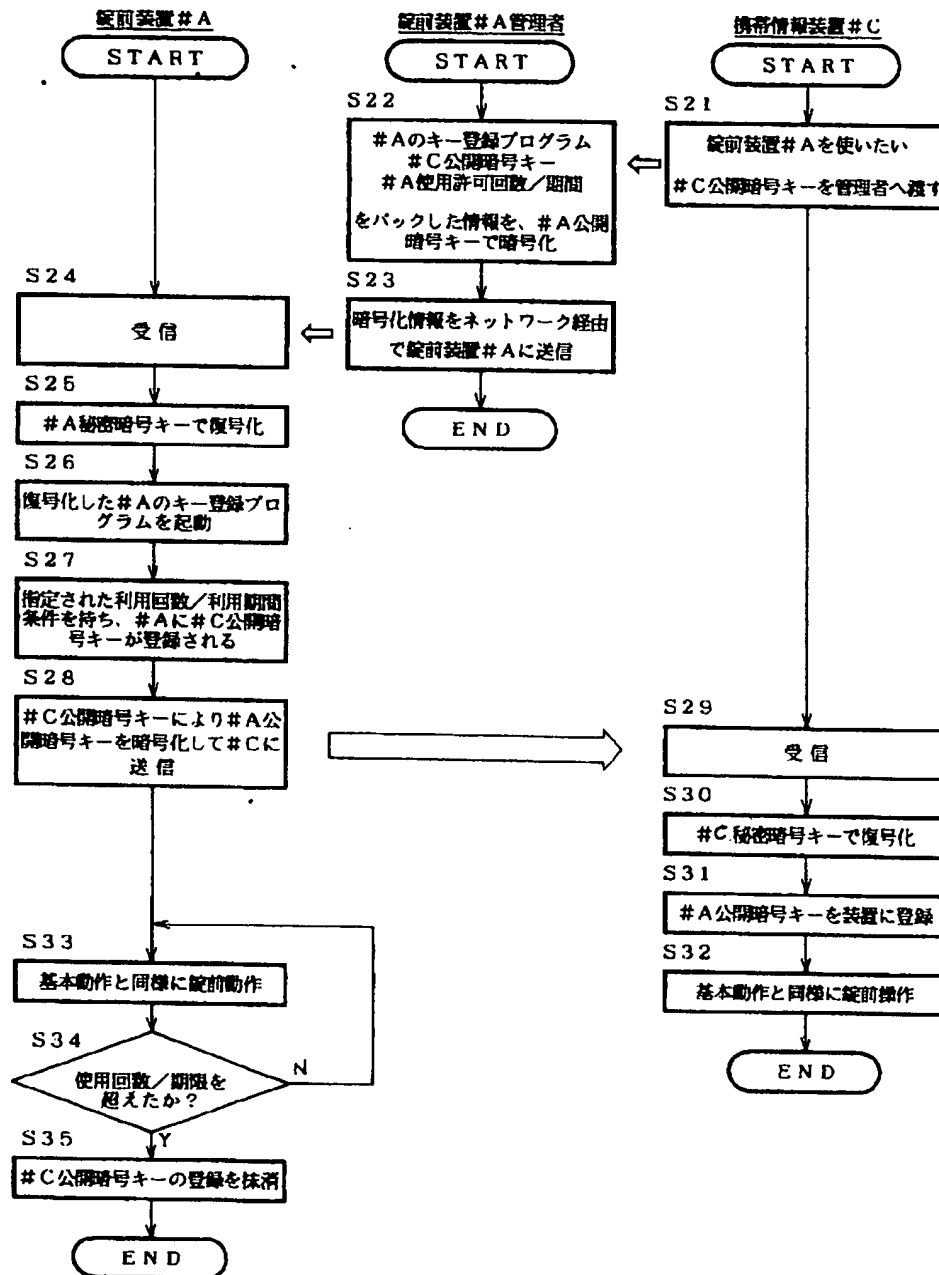 錠前装置#A
START
錠前装置#A管理者
START
携帯情報装置#C
START
S21
錠前装置#Aを使いたい
#C公開暗号キーを管理者へ渡す
S22
#Aのキー登録プログラム
#C公開暗号キー
#A使用許可回数/期間
をパックした情報を、#A公開
暗号キーで暗号化
S23
暗号化情報をネットワーク経由
で錠前装置#Aに送信
END
S24
受信
S25
#A秘密暗号キーで復号化
S26
復号化した#Aのキー登録プロ
グラムを起動
S27
指定された利用回数/利用期間
条件を持ち、#Aに#C公開暗
号キーが登録される
S28
#C公開暗号キーにより#A公
開暗号キーを暗号化して#Cに
送信
S29
受信
S30
#C秘密暗号キーで復号化
S31
#A公開暗号キーを装置に登録
S32
基本動作と同様に錠前操作
END
S33
基本動作と同様に錠前動作
S34
使用回数/期限を
超えたか?
N
Y
S35
#C公開暗号キーの登録を抹消
END